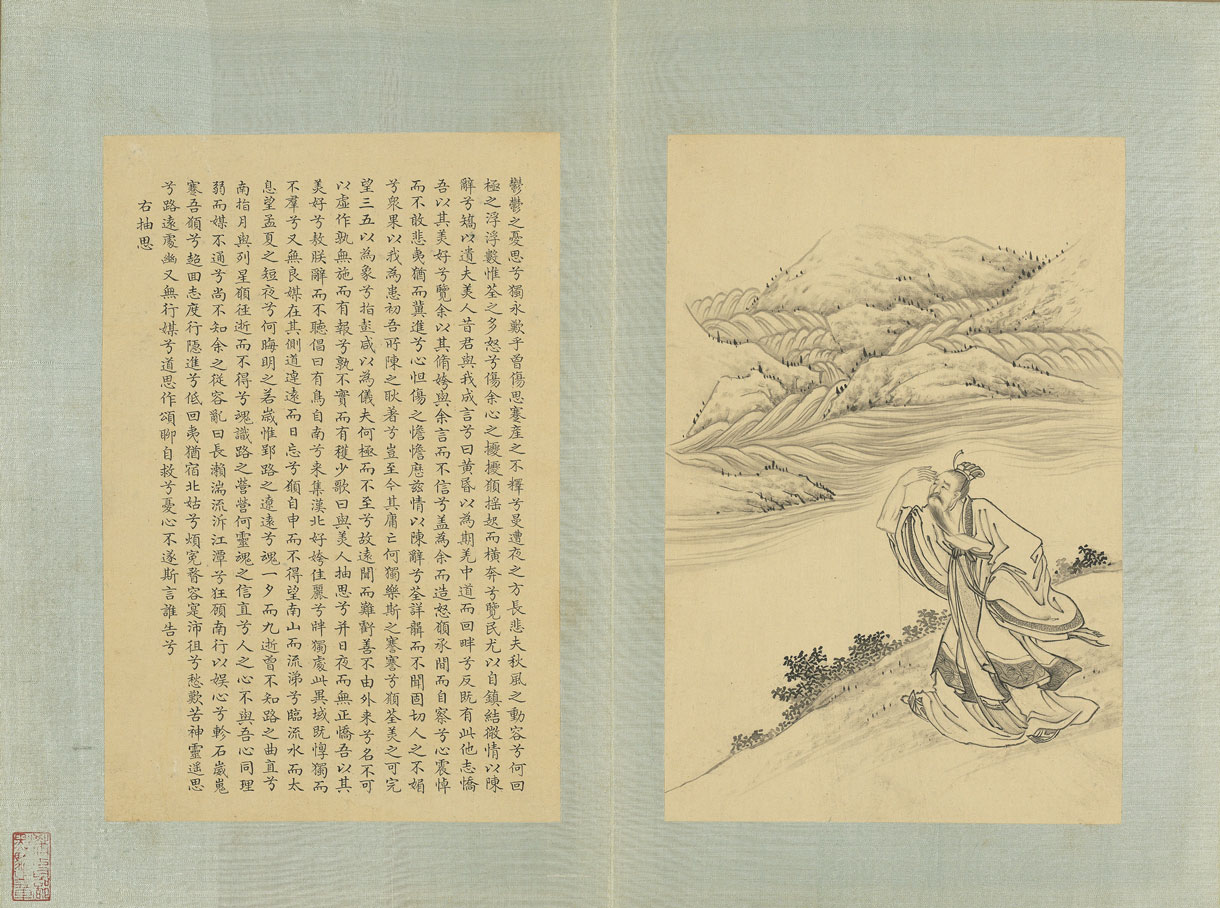 鬱鬱之憂思兮獨永歎乎曾傷思蹇產之不釋兮曼遭夜之方長悲夫秋風之動容兮何回
極之浮浮數惟荃之多怒兮傷余心之懮懮願搖起而橫奔兮覽民尤以自鎮結微情以陳
辭兮矯以遺夫美人昔君與我成言兮曰黃昏以為期羌中道而回畔兮反既有此他志憍
吾以其美好兮覽余以其脩姱與余言而不信兮蓋為余而造怒願承間而自察兮心震悼
而不敢悲夷猶而冀進兮心怛傷之憺憺歷茲情以陳辭兮荃詳聾而不聞固切人之不媚
兮衆果以我為患初吾所陳之耿著兮豈至今其庸亡何獨樂斯之謇謇兮願荃美之可完
望三五以為象兮指彭咸以為儀夫何極而不至兮故遠聞而難虧善不由外來兮名不可
以虛作孰無施而有報兮孰不實而有穫少歌曰與美人抽思兮并日夜而無正憍吾以其
美好兮敖朕辭而不聽倡曰有鳥自南兮來集漢北好姱佳麗兮牉獨處此異域既惸獨而
不羣兮又無良媒在其側道逴遠而日忘兮願自申而不得望南山而流涕兮臨流水而太
息望孟夏之短夜兮何晦明之若歲惟郢路之遼遠兮魂一夕而九逝曾不知路之曲直兮
南指月與列星願徑逝而不得兮魂識路之營營何靈魂之信直兮人之心不與吾心同理
弱而媒不通兮尚不知余之從容亂曰長瀨湍流泝江潭兮狂顧南行以娛心兮軫石崴嵬
蹇吾願兮超回志度行隱進兮低回夷猶宿北姑兮煩冤瞀容寔沛徂兮愁歎苦神靈遥思
兮路遠處幽又無行媒兮道思作頌聊自救兮憂心不遂斯言誰告兮
右抽思